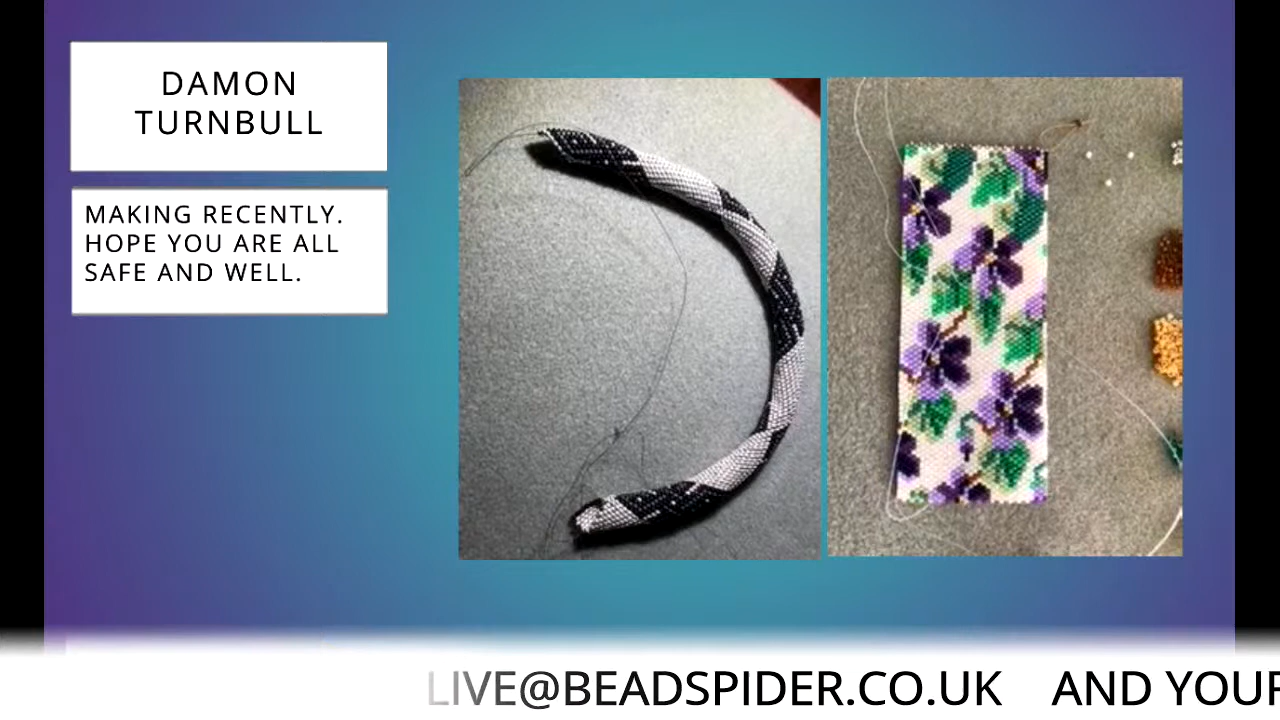 DAMON
TURNBULL
MAKING RECENTLY.
HOPE YOU ARE ALL
SAFE AND WELL.
LIVE@BEADSPIDER.CO.UK AND YOUR